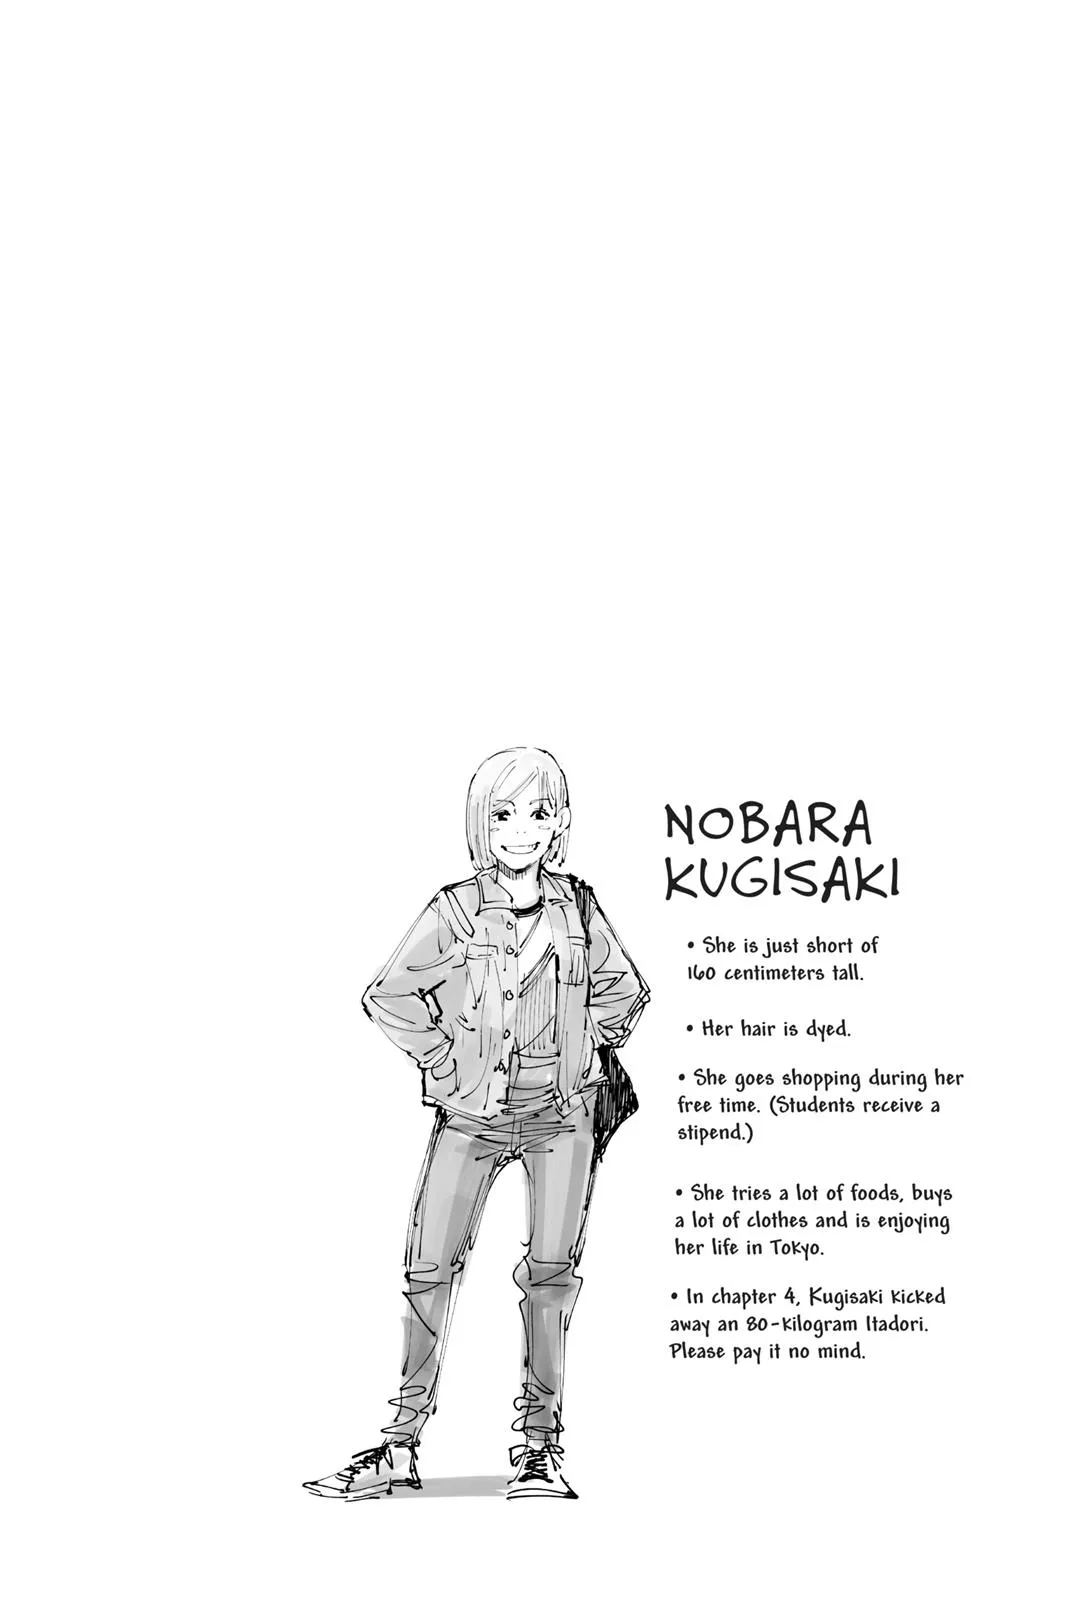 NOBARA
KUGISAKI
• She is just short of
160 centimeters tall.
• Her hair is dyed.
• She goes shopping during her
free time. (Students receive a
stipend.)
• She tries a lot of foods, buys
a lot of clothes and is enjoying
her life in Tokyo.
• In chapter 4, Kugisaki kicked
away an 80-kilogram Itadori.
Please pay it no mind.